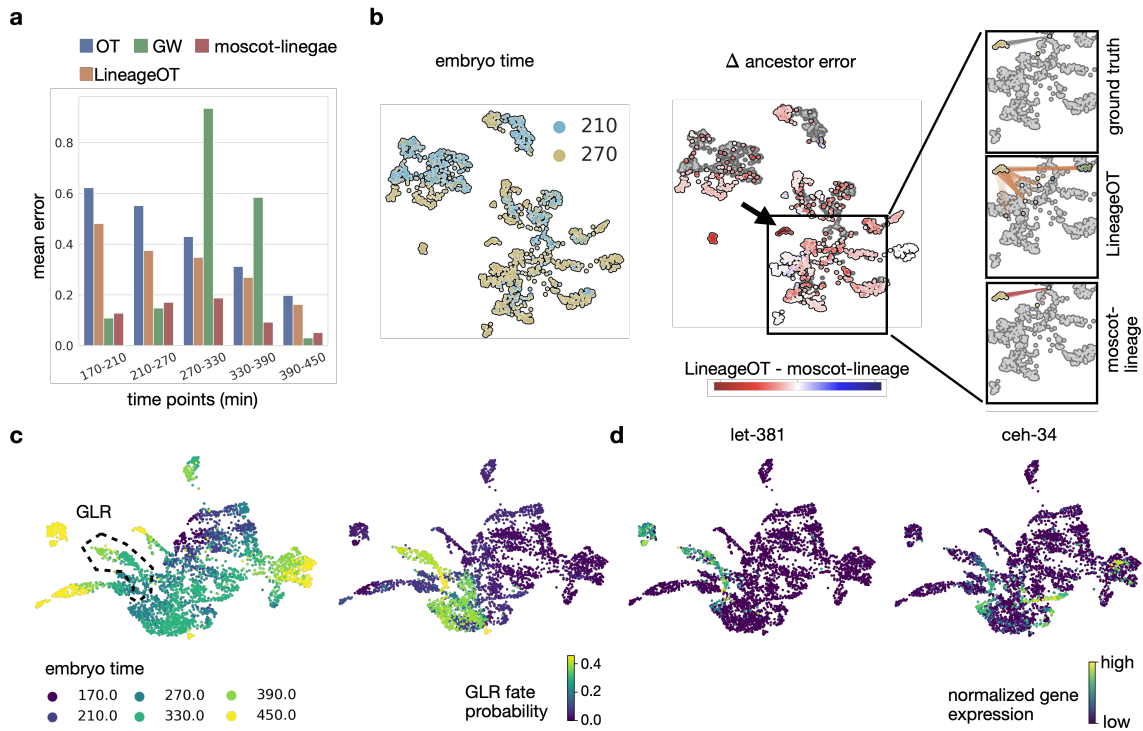 a
OT GW moscot-linegae
LineageOT
mean error
0.8
0.6
0.4
0.2
0.0
170-210 210-270 270-330 330-390 390-450
time points (min)
b
embryo time
210
270
Δ ancestor error
LineageOT - moscot-lineage
ground truth
LineageOT
moscot-
lineage
c
GLR
embryo time
170.0 270.0 390.0
210.0 330.0 450.0
GLR fate
probability
0.4
0.2
0.0
d
let-381 ceh-34
normalized gene
expression
high
low